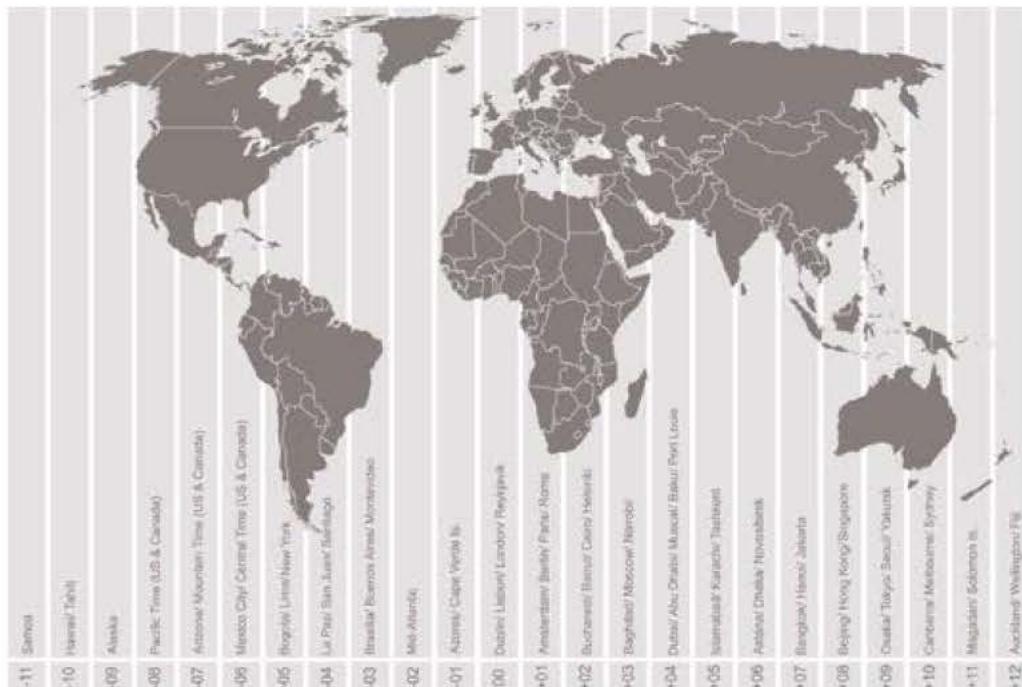 -11 Samoa
-10 Hawaii/ Tahiti
-09 Alaska
-08 Pacific Time (US & Canada)
-07 Arizona/ Mountain Time (US & Canada)
-06 Mexico City/ Central Time (US & Canada)
-05 Bogota/ Lima/ New York
-04 La Paz/ San Juan/ Santiago
-03 Brasilia/ Buenos Aires/ Montevideo
-02 Mid-Atlantic
-01 Azores/ Cape Verde Is.
00 Dublin/ Lisbon/ London/ Reykjavik
+01 Amsterdam/ Berlin/ Paris/ Rome
+02 Bucharest/ Beirut/ Cairo/ Helsinki
+03 Baghdad/ Moscow/ Nairobi
+04 Dubai/ Abu Dhabi/ Muscat/ Baku/ Port Louis
+05 Islamabad/ Karachi/ Tashkent
+06 Astana/ Dhaka/ Novosibirsk
+07 Bangkok/ Hanoi/ Jakarta
+08 Beijing/ Hong Kong/ Singapore
+09 Osaka/ Tokyo/ Seoul/ Yakutsk
+10 Canberra/ Melbourne/ Sydney
+11 Magadan/ Solomon Is.
+12 Auckland/ Wellington/ Fiji